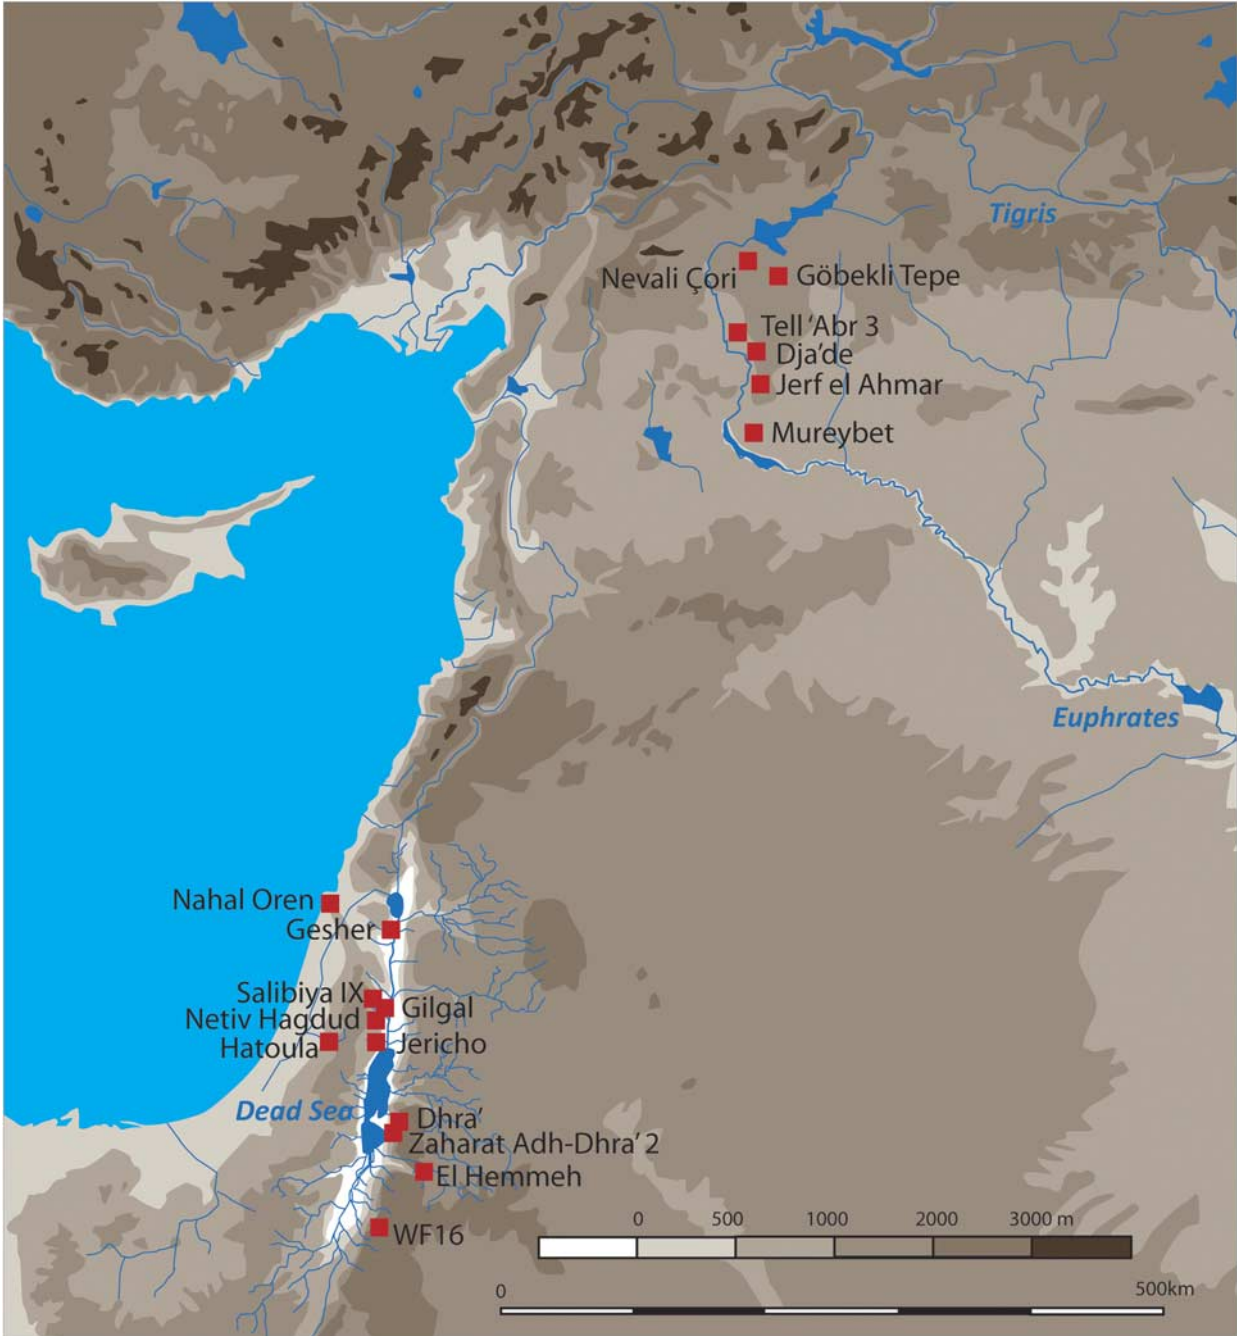 Tigris
Nevali Çori
Göbekli Tepe
Tell ‘Abr 3
Dja’de
Jerf el Ahmar
Mureybet
Euphrates
Nahal Oren
Gesher
Salibiya IX
Gilgal
Netiv Hagdud
Hatoula
Jericho
Dead Sea
Dhra’
Zaharat Adh-Dhra’ 2
El Hemmeh
WF16
0 500 1000 2000 3000 m
0 500km